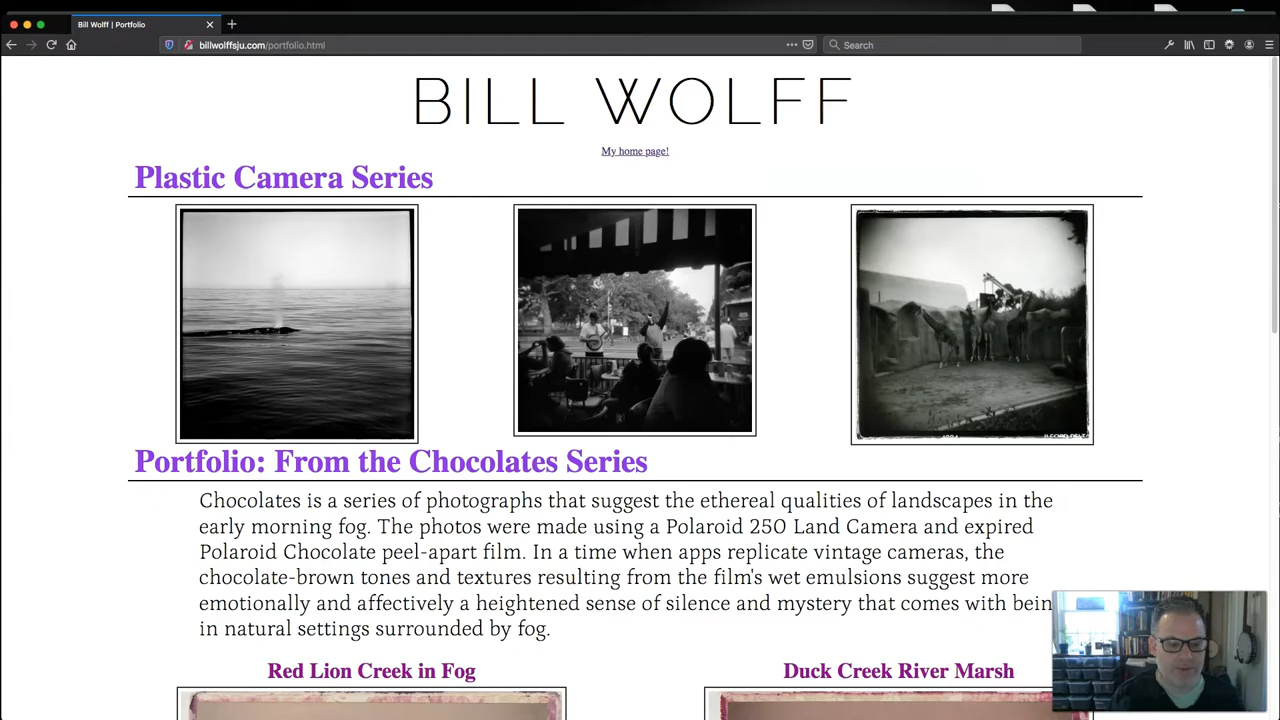 Bill Wolff | Portfolio
billwolffsju.com/portfolio.html
Search
BILL WOLFF
My home page!
Plastic Camera Series
Portfolio: From the Chocolates Series
Chocolates is a series of photographs that suggest the ethereal qualities of landscapes in the
early morning fog. The photos were made using a Polaroid 250 Land Camera and expired
Polaroid Chocolate peel-apart film. In a time when apps replicate vintage cameras, the
chocolate-brown tones and textures resulting from the film's wet emulsions suggest more
emotionally and affectively a heightened sense of silence and mystery that comes with bein
in natural settings surrounded by fog.
Red Lion Creek in Fog
Duck Creek River Marsh